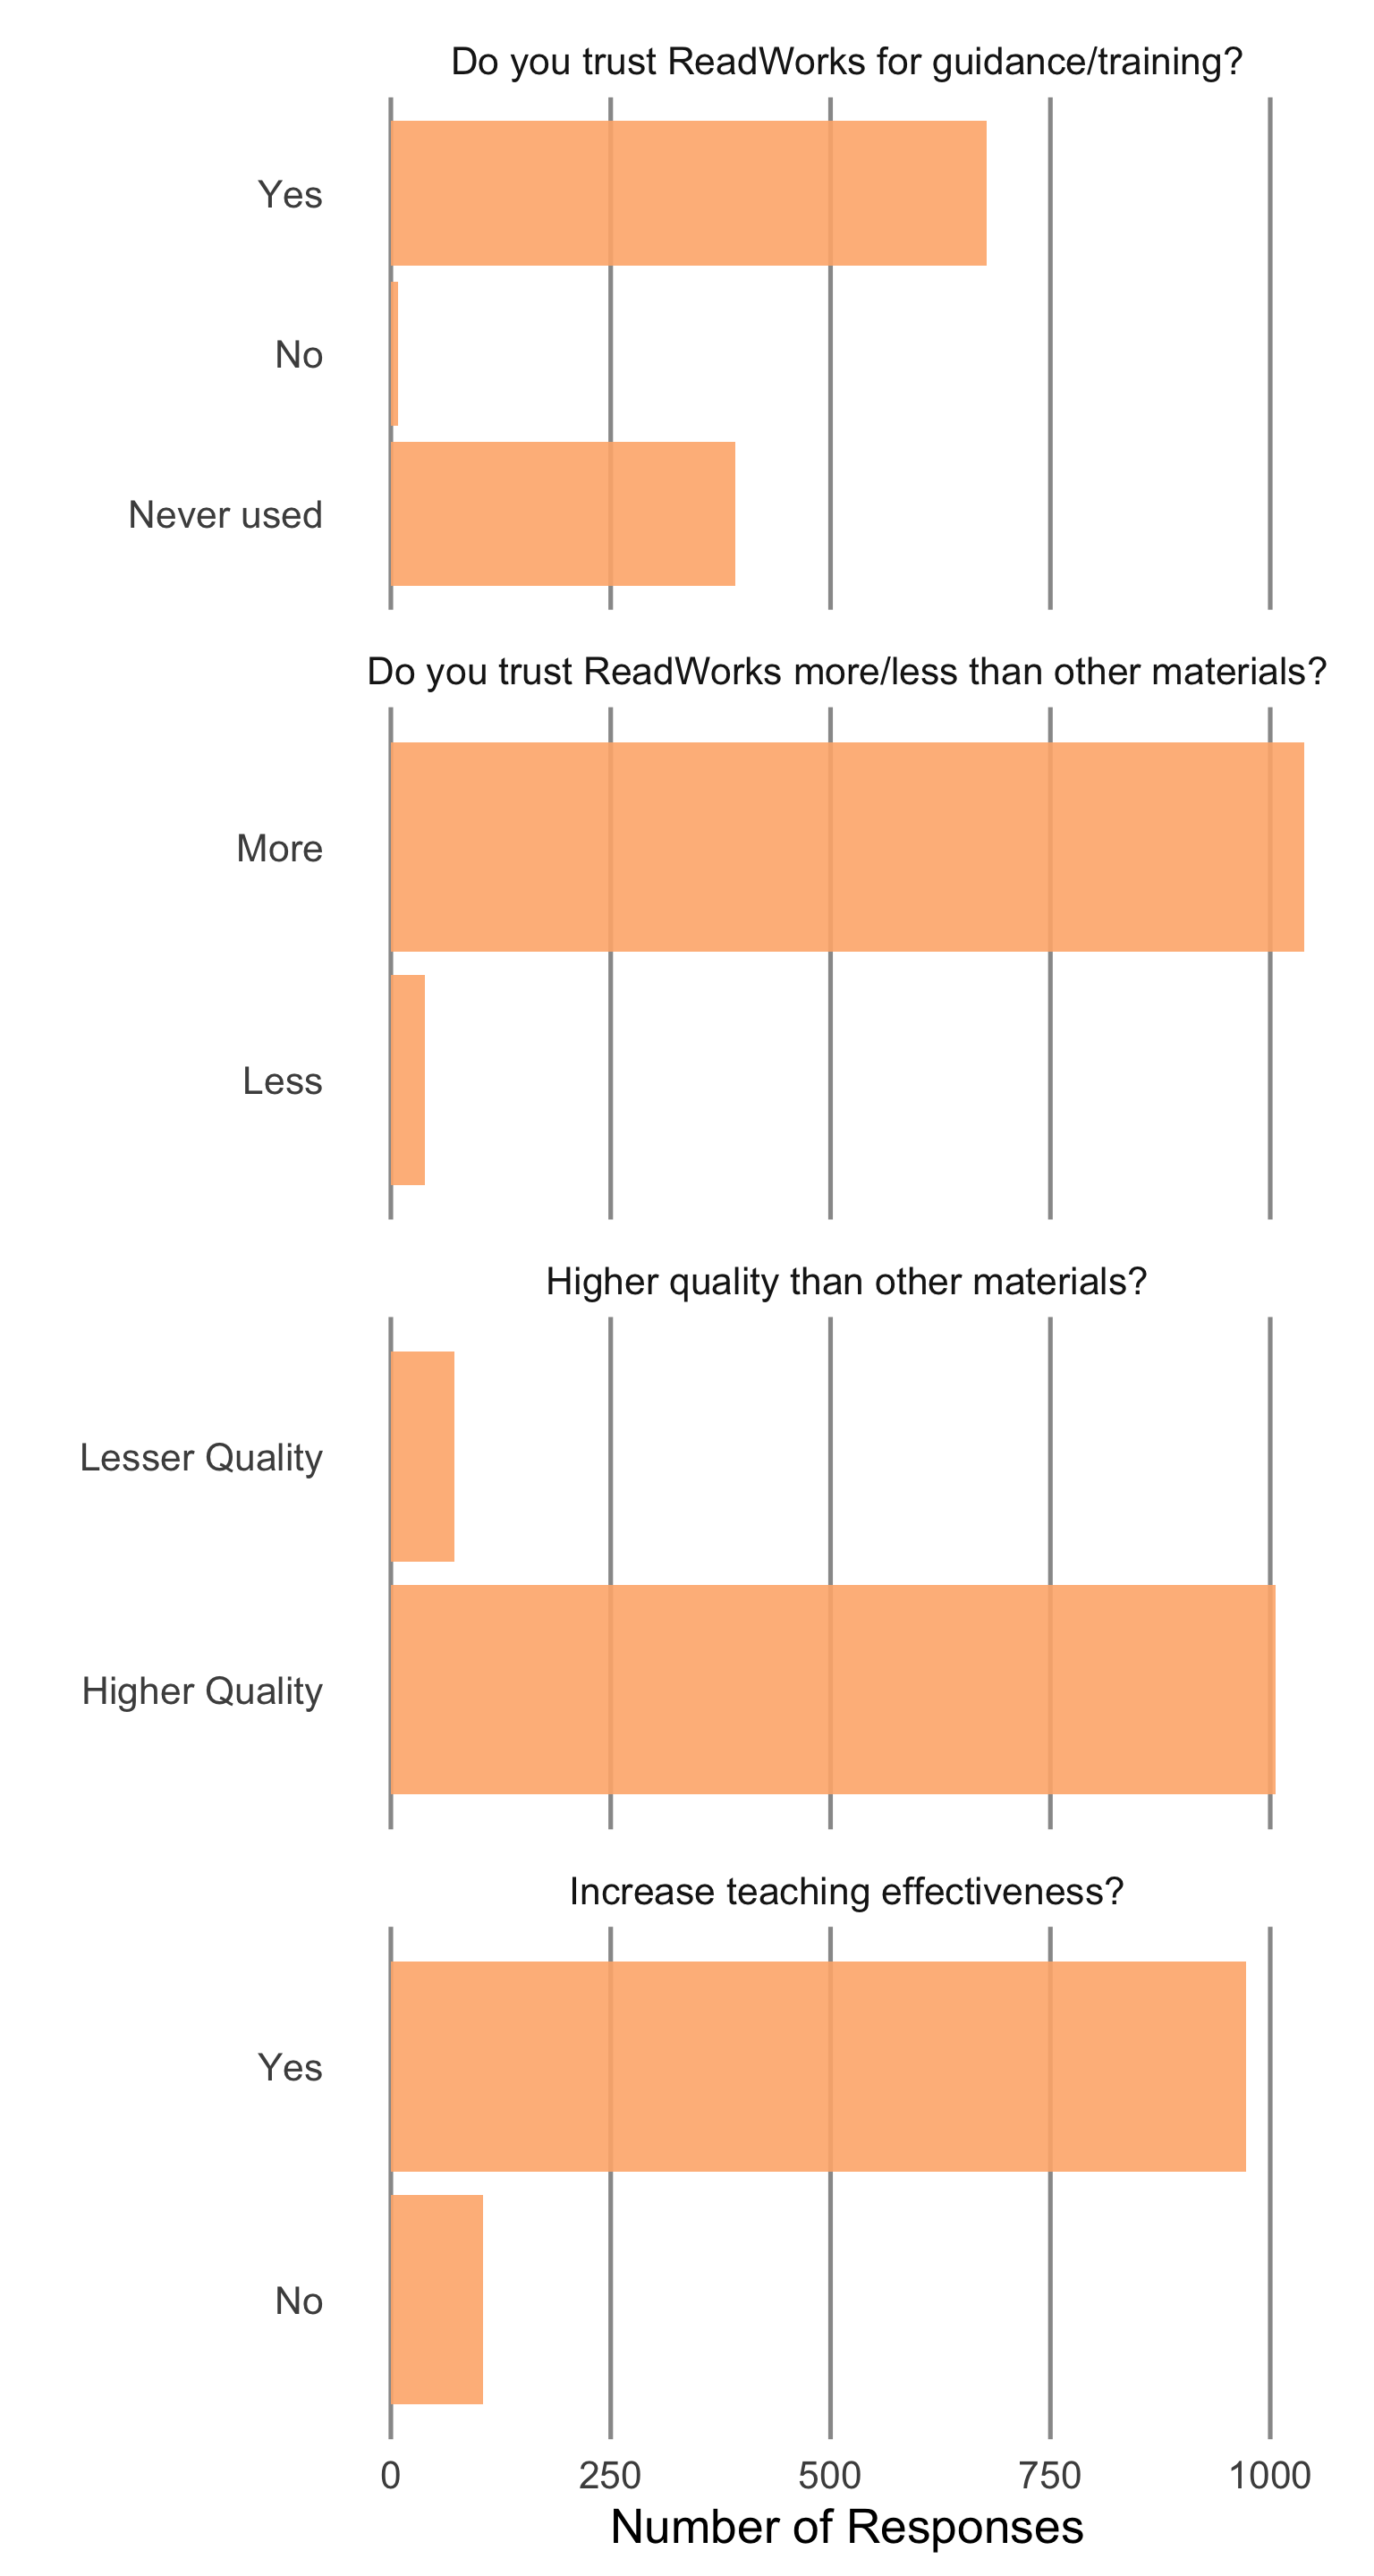 Do you trust ReadWorks for guidance/training?
Yes
No
Never used
Do you trust ReadWorks more/less than other materials?
More
Less
Higher quality than other materials?
Lesser Quality
Higher Quality
Increase teaching effectiveness?
Yes
No
0 250 500 750 1000
Number of Responses